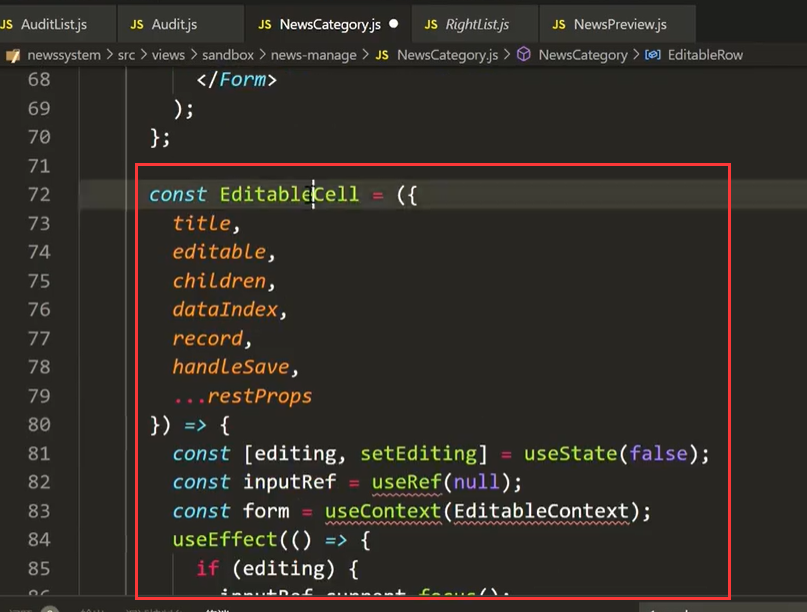 JS AuditList.js JS Audit.js JS NewsCategory.js JS RightList.js JS NewsPreview.js
newssystem > src > views > sandbox > news-manage > JS NewsCategory.js > NewsCategory > EditableRow
68 </Form>
69 );
70 };
71
72 const EditableCell = ({
73 title,
74 editable,
75 children,
76 dataIndex,
77 record,
78 handleSave,
79 ...restProps
80 }) => {
81 const [editing, setEditing] = useState(false);
82 const inputRef = useRef(null);
83 const form = useContext(EditableContext);
84 useEffect(() => {
85 if (editing) {
86 inputRef.current.focus();